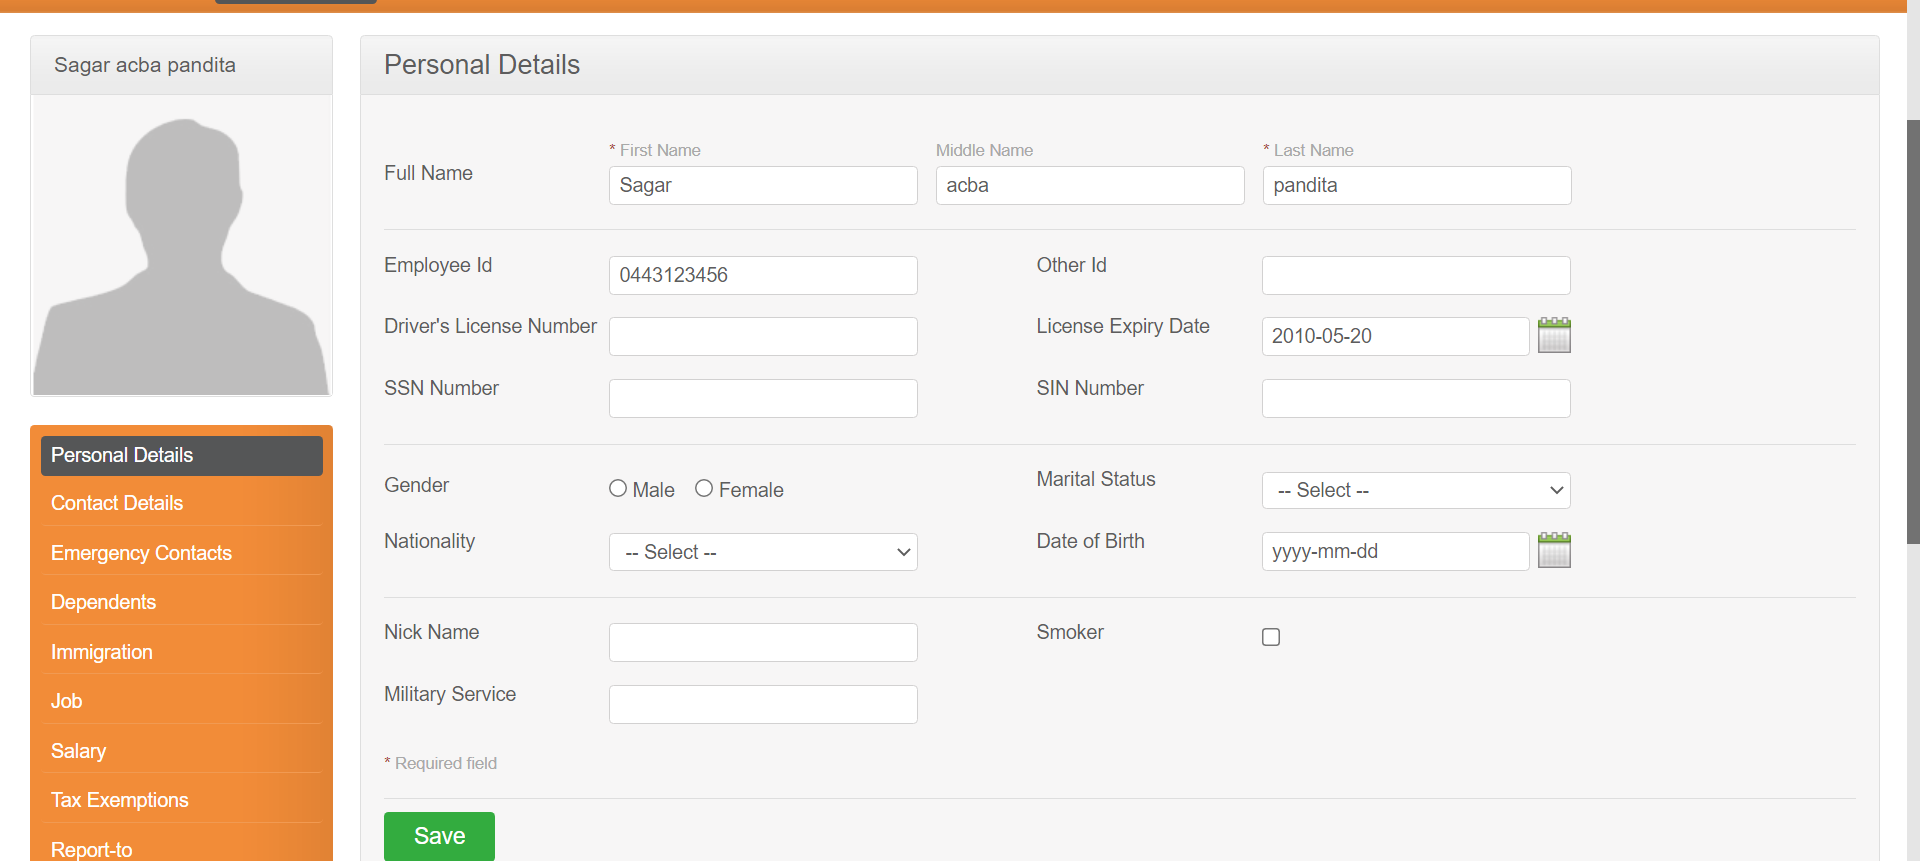 Sagar acba pandita
Personal Details
* First Name Middle Name * Last Name
Full Name Sagar acba pandita
Employee Id 0443123456 Other Id
Driver's License Number License Expiry Date 2010-05-20
SSN Number SIN Number
Gender Male Female Marital Status -- Select --
Nationality -- Select -- Date of Birth yyyy-mm-dd
Nick Name Smoker
Military Service
* Required field
Save
Personal Details
Contact Details
Emergency Contacts
Dependents
Immigration
Job
Salary
Tax Exemptions
Report-to